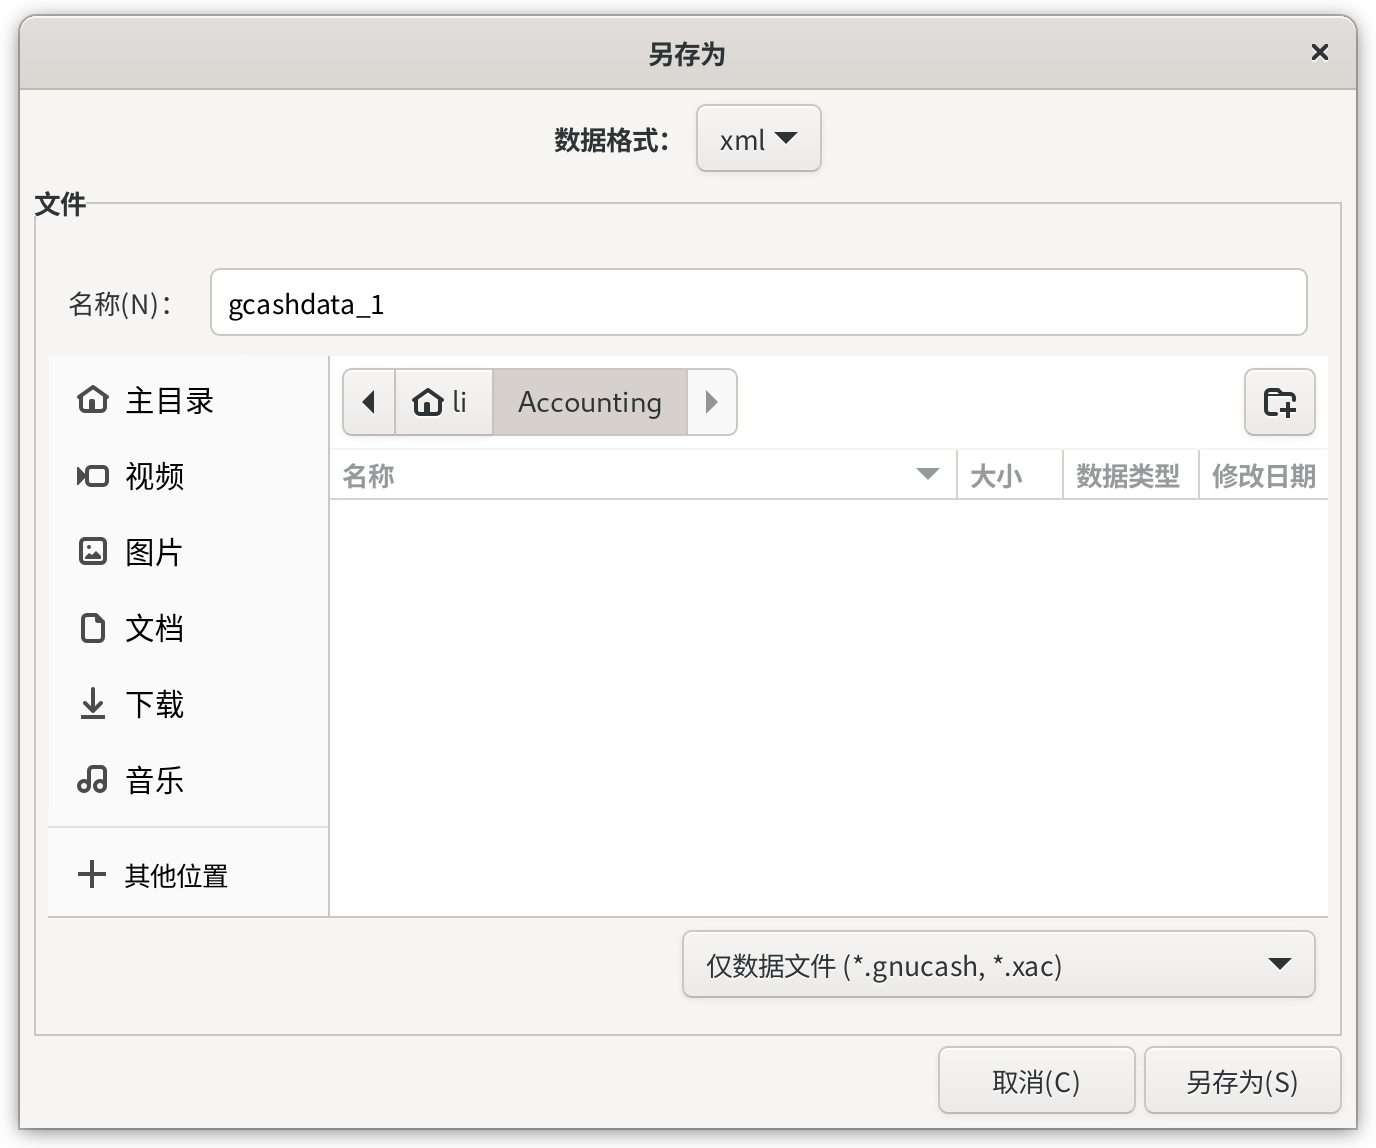 另存为
数据格式：
xml
文件
名称(N)：
gcashdata_1
主目录
视频
图片
文档
下载
音乐
其他位置
li
Accounting
名称
大小
数据类型
修改日期
仅数据文件 (*.gnucash, *.xac)
取消(C)
另存为(S)